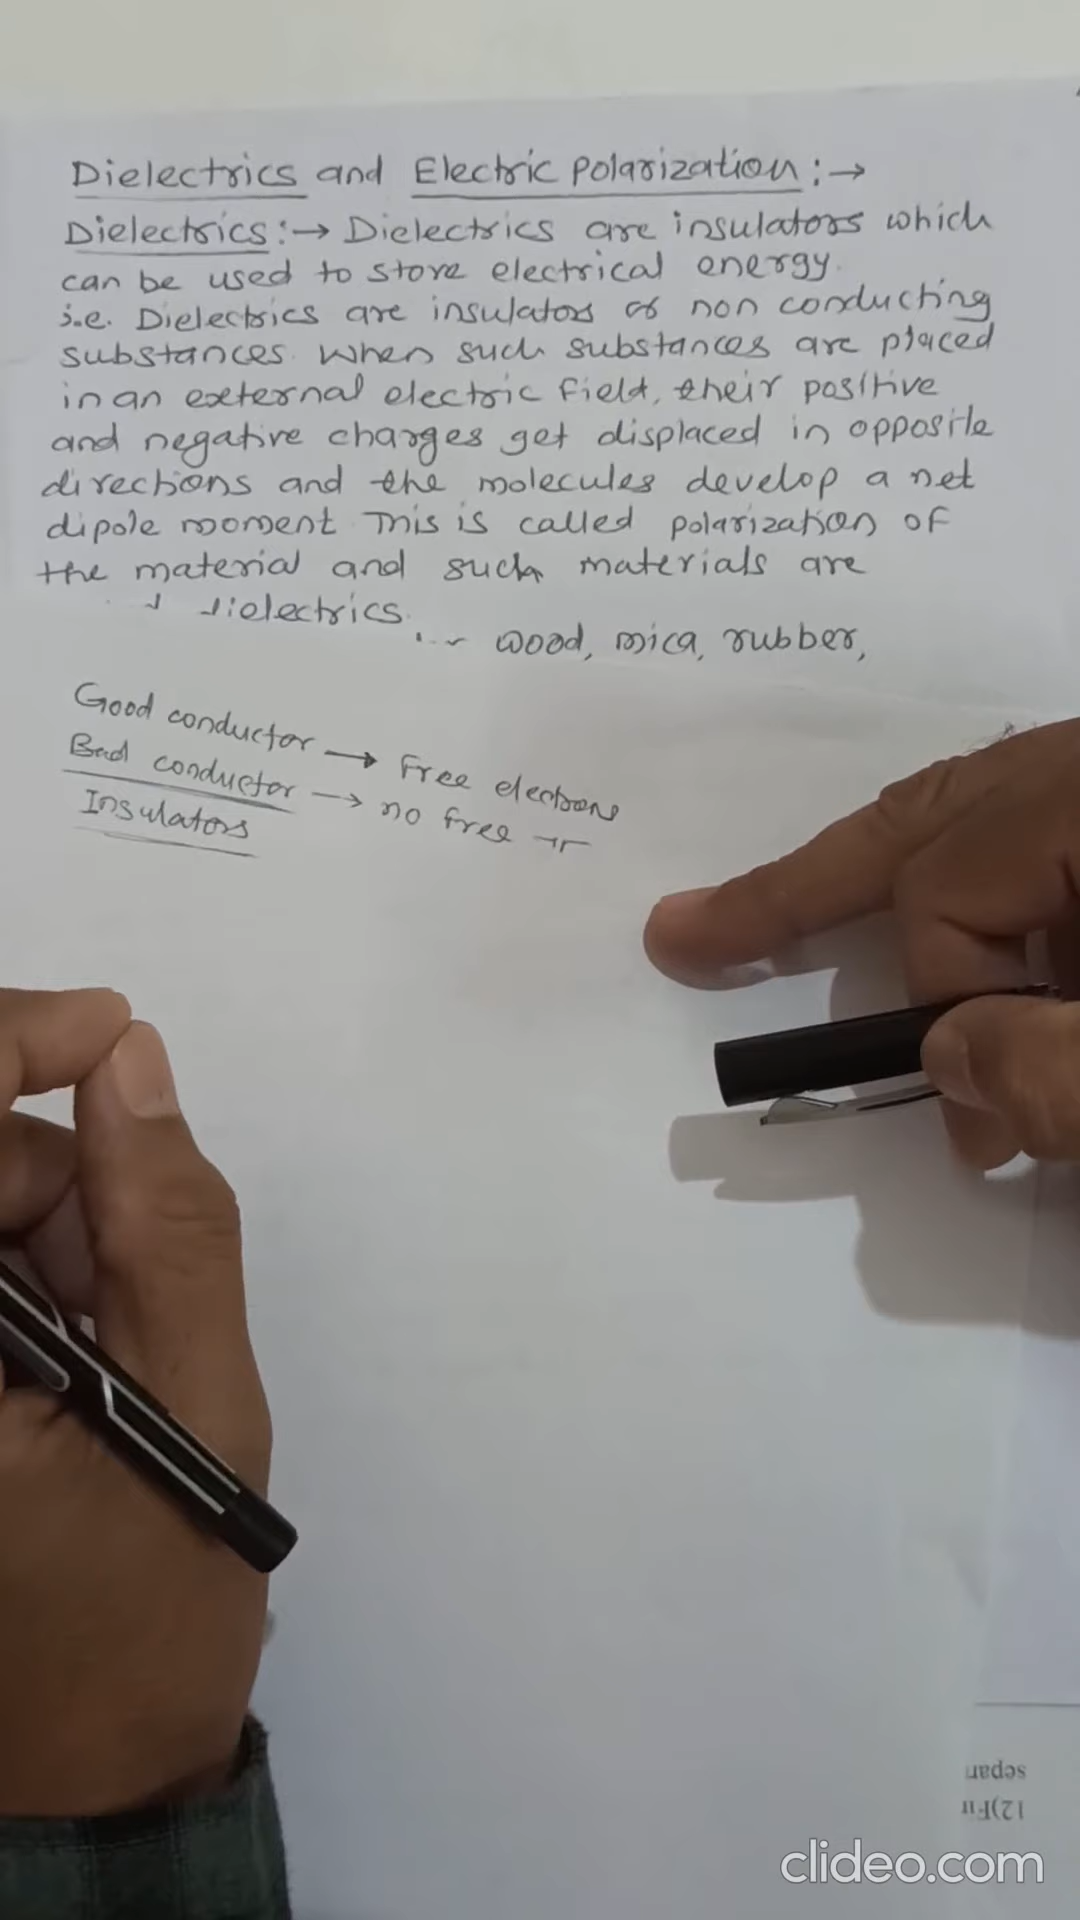 Dielectrics and Electric Polarization :→
Dielectrics :→ Dielectrics are insulators which
can be used to store electrical energy.
i.e. Dielectrics are insulators or non conducting
substances. When such substances are placed
in an external electric field, their positive
and negative charges get displaced in opposite
directions and the molecules develop a net
dipole moment This is called polarization of
the material and such materials are
dielectrics.
wood, mica, rubber,
Good conductor → Free electrons
Bad conductor → no free
Insulators
separ
12)Fi
clideo.com